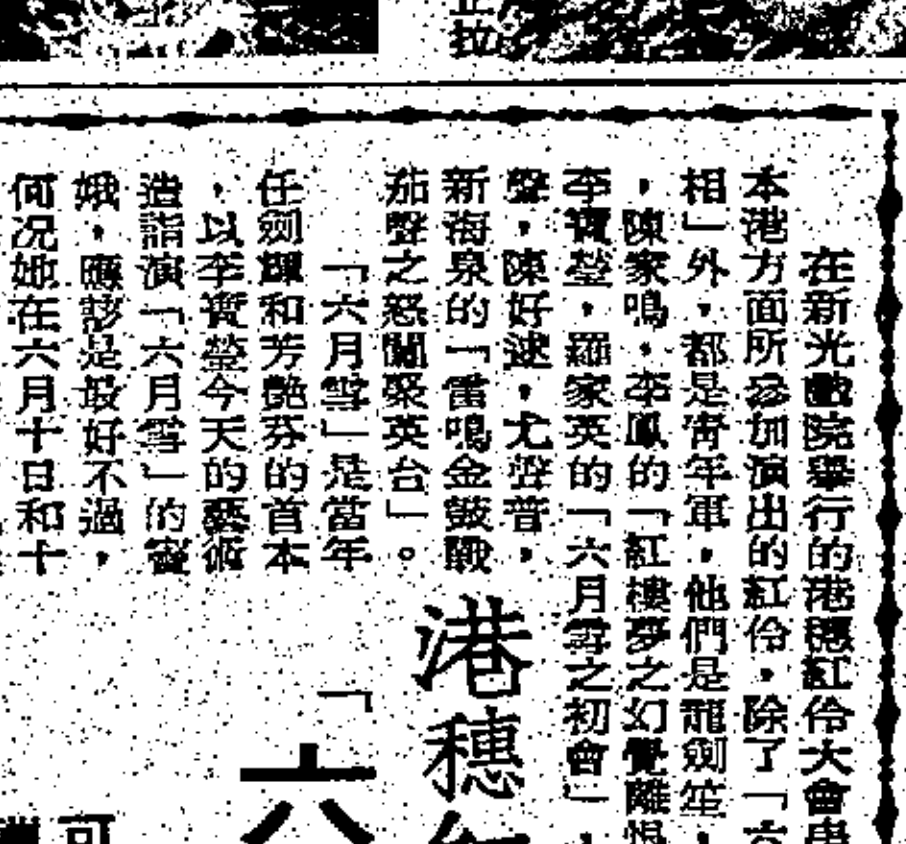 在新光戲院舉行的港穗紅伶大會串
本港方面所參加演出的紅伶，除了「六
相」外，都是青年軍，他們是龍劍笙，
，陳家鳴，李鳳的「紅樓夢之幻覺離恨
李寶瑩，羅家英的「六月雪之初會」，
聲，陳好逑，尤聲普，
新海泉的「雷鳴金鼓戰
茄聲之怒闖聚英台」。
「六月雪」是當年
任劍輝和芳艷芬的首本
，以李寶瑩今天的藝術
造詣演「六月雪」的竇
娥，應該是最好不過，
何況她在六月十日和十
港穗紅
「六
可